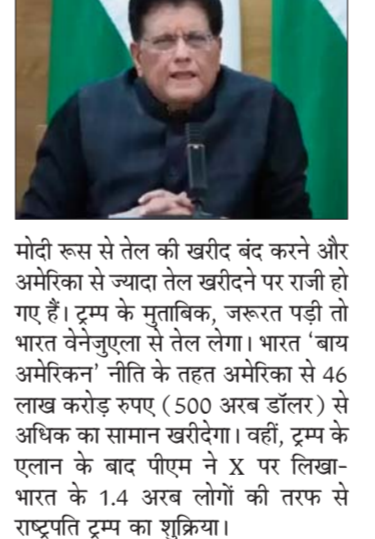 मोदी रूस से तेल की खरीद बंद करने और
अमेरिका से ज्यादा तेल खरीदने पर राजी हो
गए हैं। ट्रम्प के मुताबिक, जरूरत पड़ी तो
भारत वेनेजुएला से तेल लेगा। भारत ‘बाय
अमेरिकन’ नीति के तहत अमेरिका से 46
लाख करोड़ रुपए (500 अरब डॉलर) से
अधिक का सामान खरीदेगा। वहीं, ट्रम्प के
एलान के बाद पीएम ने X पर लिखा-
भारत के 1.4 अरब लोगों की तरफ से
राष्ट्रपति ट्रम्प का शुक्रिया।